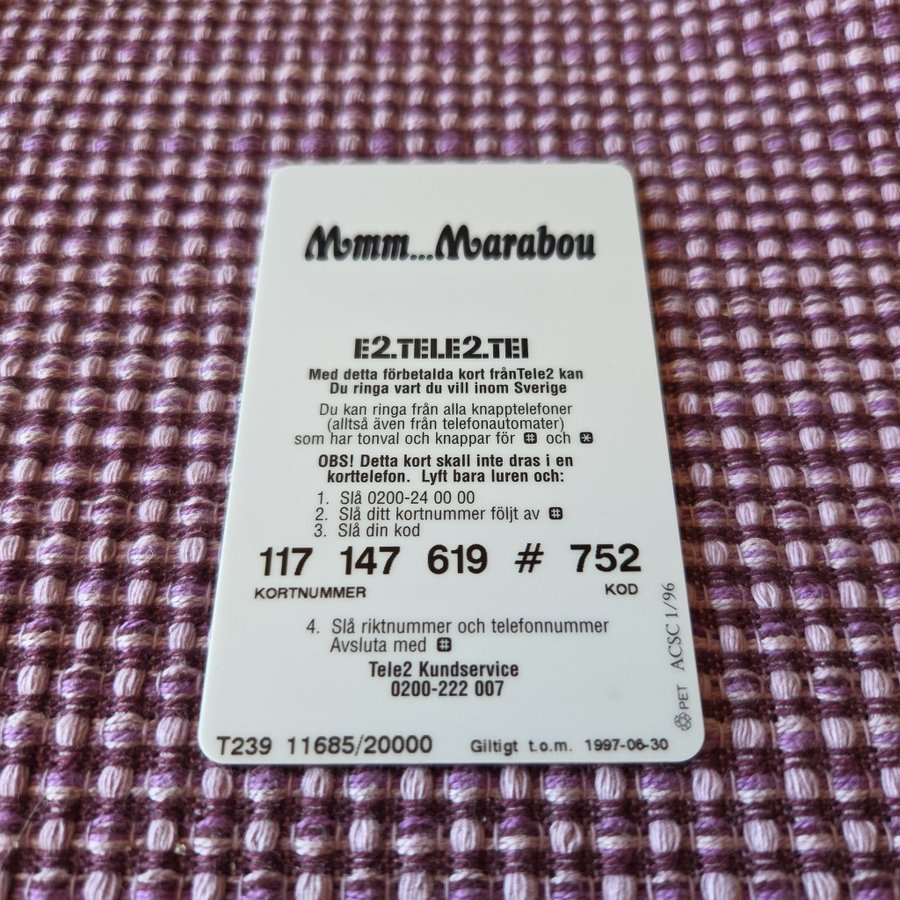 Mmm...Marabou
E2.TELE2.TEl
Med detta förbetalda kort frånTele2 kan
Du ringa vart du vill inom Sverige
Du kan ringa från alla knapptelefoner
(alltså även från telefonautomater)
som har tonval och knappar för # och *
OBS! Detta kort skall inte dras i en
korttelefon. Lyft bara luren och:
1. Slå 0200-24 00 00
2. Slå ditt kortnummer följt av #
3. Slå din kod
117 147 619 # 752
KORTNUMMER KOD
4. Slå riktnummer och telefonnummer
Avsluta med #
Tele2 Kundservice
0200-222 007
T239 11685/20000 Giltigt t.o.m. 1997-06-30
PET ACSC 1/96